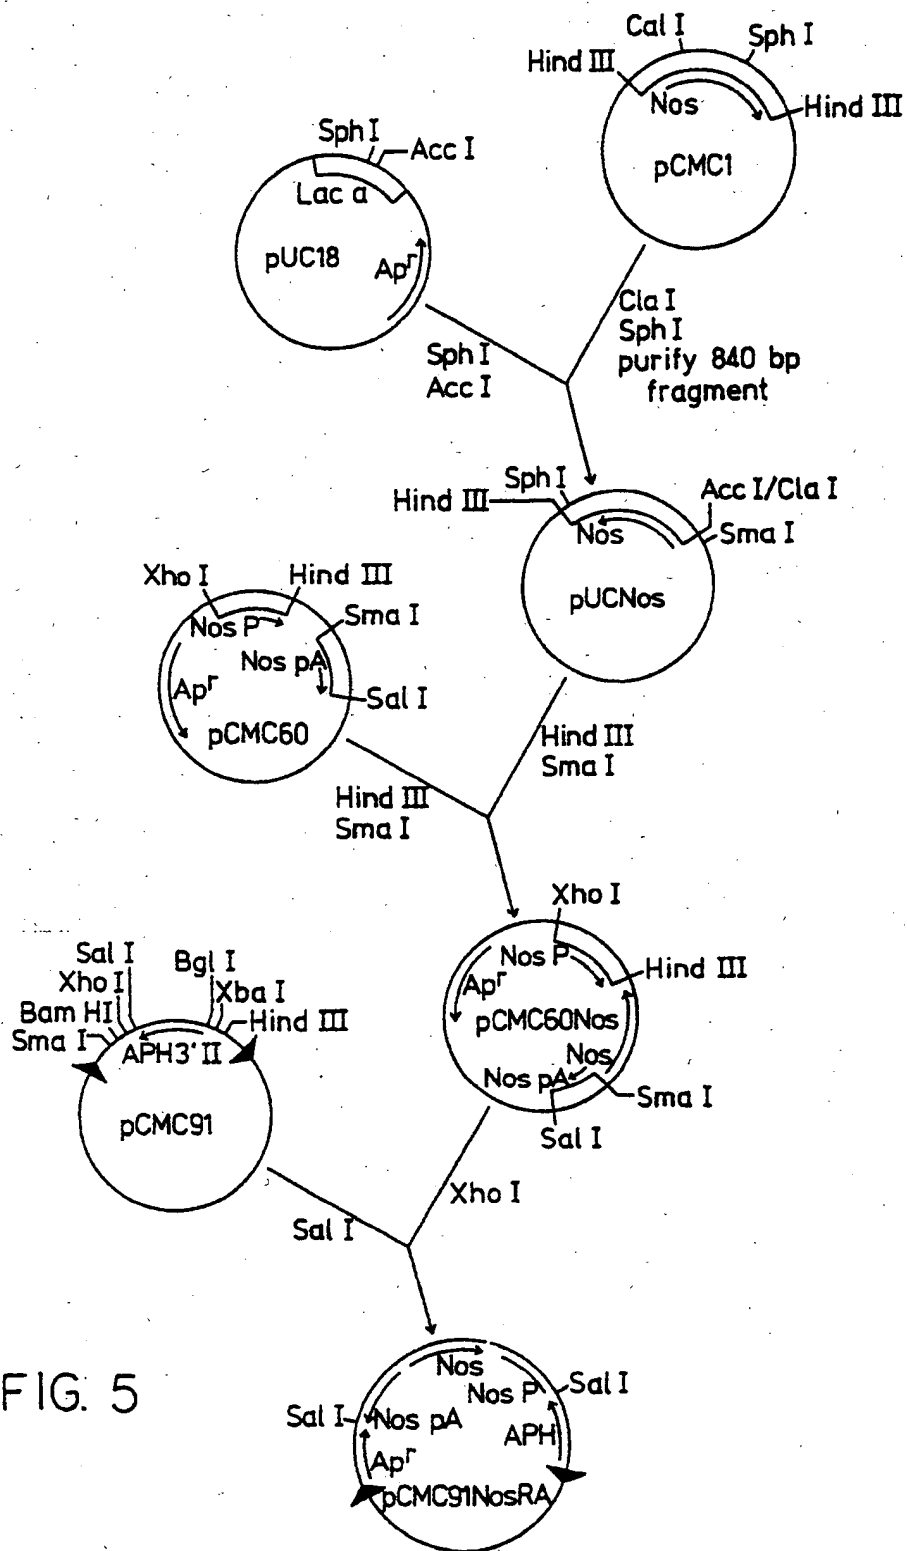 Cal I
Sph I
Hind III
Nos
Hind III
pCMC1
Sph I
Acc I
Lac a
pUC18
Apr
Cla I
Sph I
purify 840 bp
fragment
Sph I
Acc I
Sph I
Hind III
Acc I/Cla I
Sma I
Nos
pUCNos
Xho I
Hind III
Nos P
Sma I
Nos pA
Apr
Sal I
pCMC60
Hind III
Sma I
Hind III
Sma I
Xho I
Nos P
Hind III
Apr
pCMC60Nos
Nos
Nos pA
Sma I
Sal I
Sal I
Bgl I
Xho I
Xba I
Bam HI
Hind III
Sma I
APH3'II
pCMC91
Xho I
Sal I
FIG. 5
Nos
Nos P
Sal I
Sal I
Nos pA
APH
Apr
pCMC91NosRA